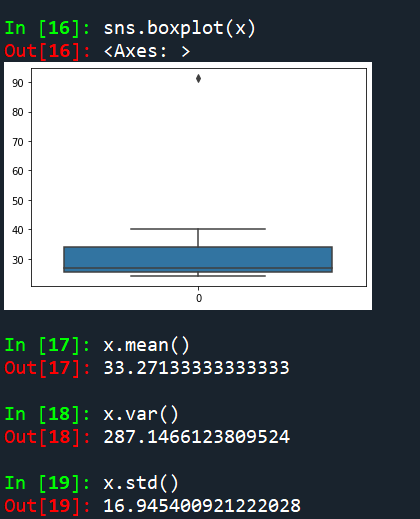 In [16]: sns.boxplot(x)
Out[16]: <Axes: >
90
80
70
60
50
40
30
0
In [17]: x.mean()
Out[17]: 33.27133333333333
In [18]: x.var()
Out[18]: 287.1466123809524
In [19]: x.std()
Out[19]: 16.945400921222028